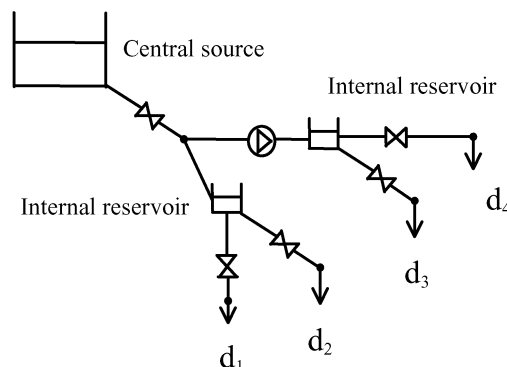 Central source
Internal reservoir
Internal reservoir
d4
d3
d2
d1